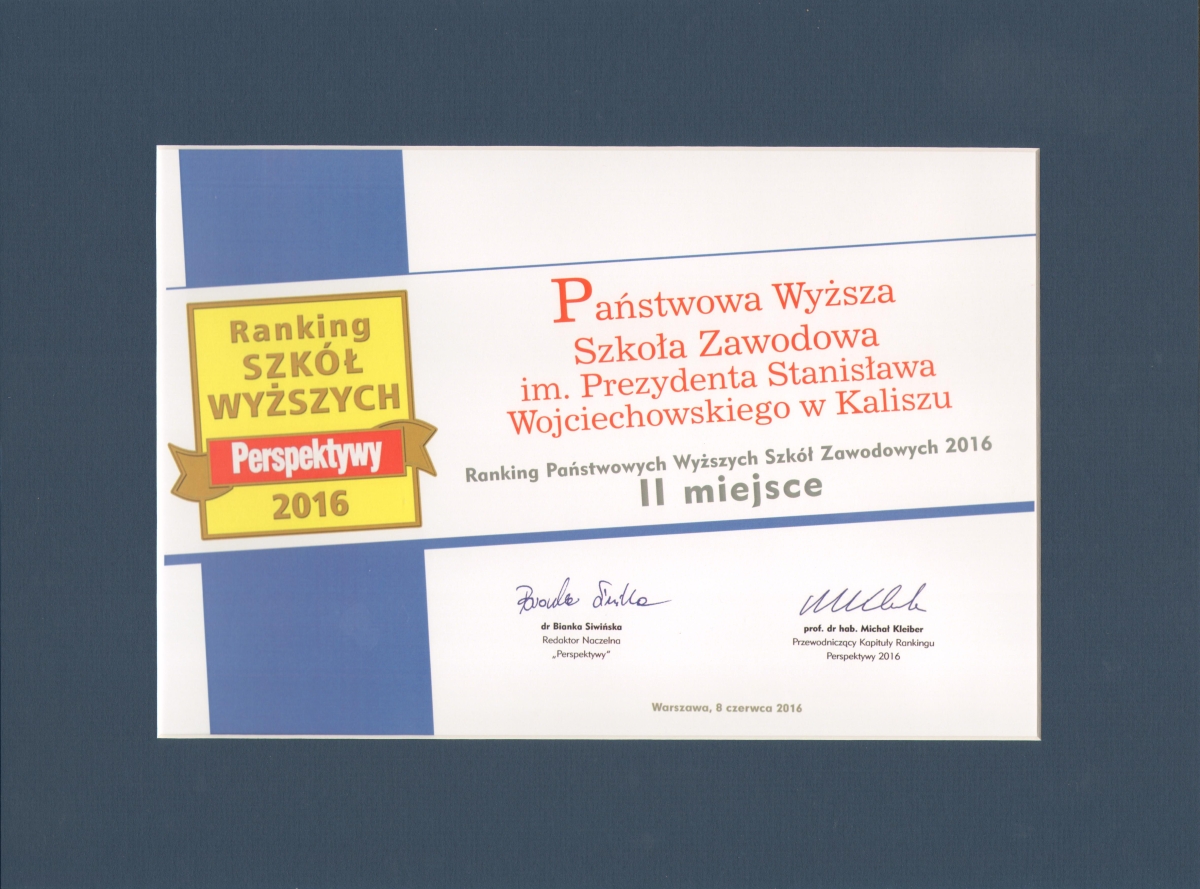 Ranking
SZKÓŁ
WYŻSZYCH
Perspektywy
2016
Państwowa Wyższa
Szkoła Zawodowa
im. Prezydenta Stanisława
Wojciechowskiego w Kaliszu
Ranking Państwowych Wyższych Szkół Zawodowych 2016
II miejsce
dr Bianka Siwińska
Redaktor Naczelna
„Perspektywy"
prof. dr hab. Michał Kleiber
Przewodniczący Kapituły Rankingu
Perspektywy 2016
Warszawa, 8 czerwca 2016